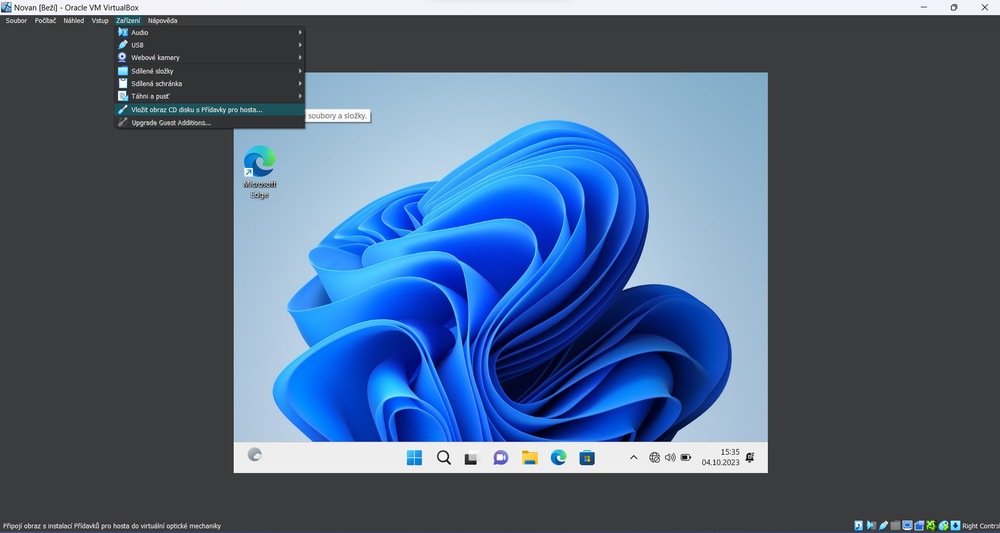 Novan [Beží] - Oracle VM VirtualBox
Soubor Počítač Náhled Vstup Zařízení Nápověda
Audio
USB
Webové kamery
Sdílené složky
Sdílená schránka
Táhni a pusť
Vložit obraz CD disku s Přídavky pro hosta...
soubory a složky.
Upgrade Guest Additions...
Microsoft
Edge
15:35
04.10.2023
Připojí obraz s instalací Přídavků pro hosta do virtuální optické mechaniky
Right Control